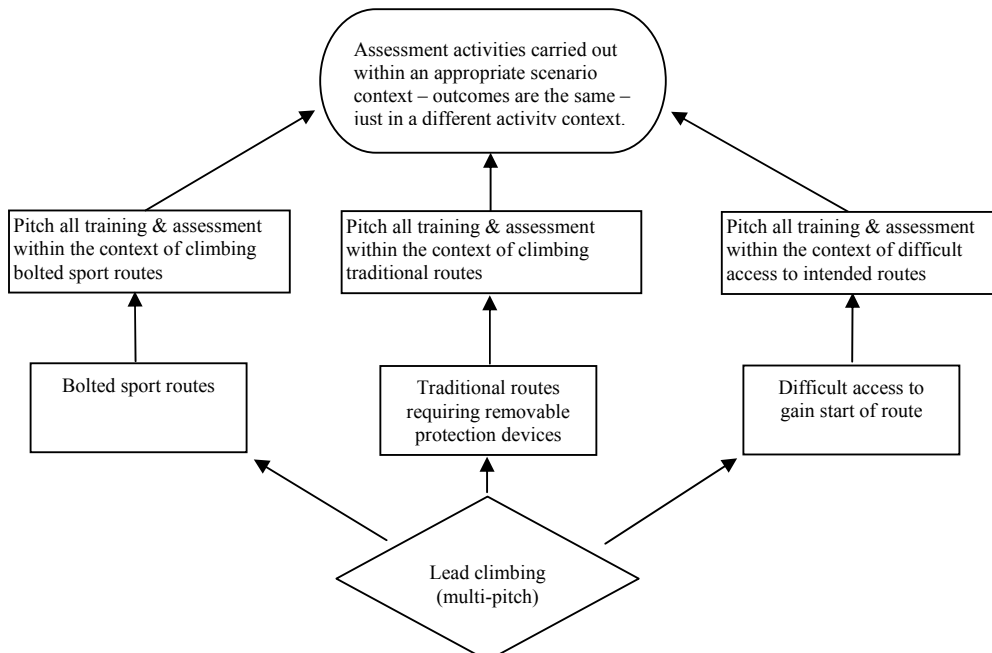 Assessment activities carried out
within an appropriate scenario
context – outcomes are the same –
just in a different activity context.
Pitch all training & assessment
within the context of climbing
bolted sport routes
Pitch all training & assessment
within the context of climbing
traditional routes
Pitch all training & assessment
within the context of difficult
access to intended routes
Bolted sport routes
Traditional routes
requiring removable
protection devices
Difficult access to
gain start of route
Lead climbing
(multi-pitch)